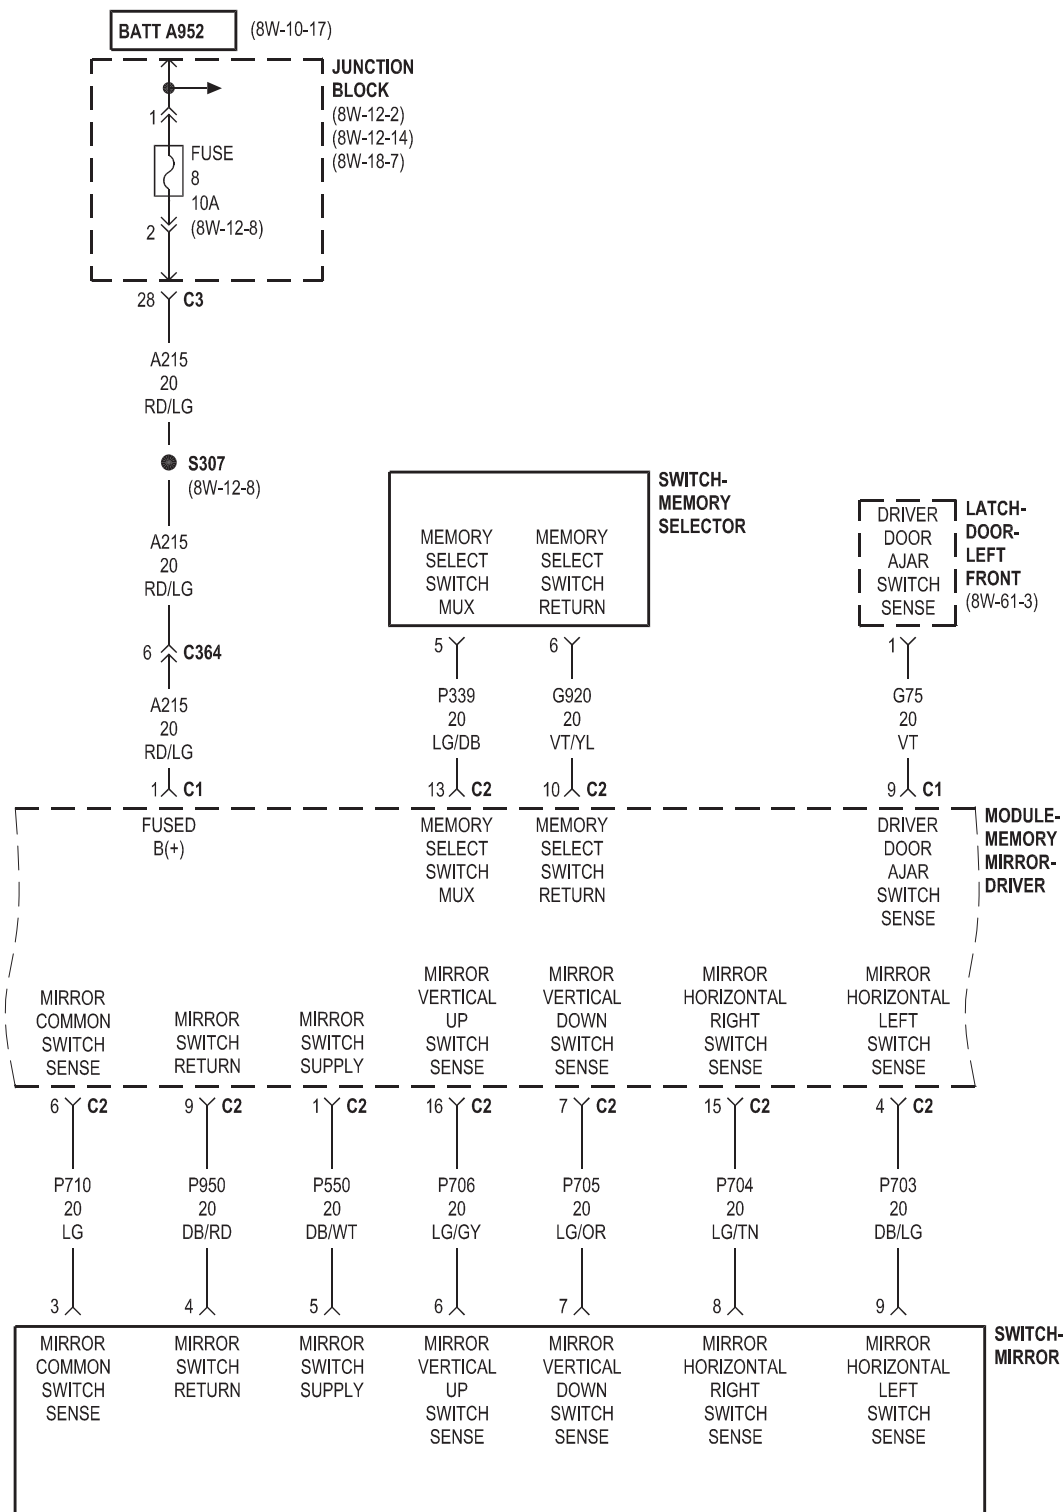 BATT A952 (8W-10-17)
JUNCTION
BLOCK
(8W-12-2)
(8W-12-14)
(8W-18-7)
1
FUSE
8
10A
(8W-12-8)
2
28 C3
A215
20
RD/LG
S307
(8W-12-8)
A215
20
RD/LG
6 C364
A215
20
RD/LG
1 C1
SWITCH-
MEMORY
SELECTOR
MEMORY
SELECT
SWITCH
MUX
MEMORY
SELECT
SWITCH
RETURN
5
P339
20
LG/DB
13 C2
6
G920
20
VT/YL
10 C2
DRIVER
DOOR
AJAR
SWITCH
SENSE
LATCH-
DOOR-
LEFT
FRONT
(8W-61-3)
1
G75
20
VT
9 C1
MODULE-
MEMORY
MIRROR-
DRIVER
FUSED
B(+)
MEMORY
SELECT
SWITCH
MUX
MEMORY
SELECT
SWITCH
RETURN
DRIVER
DOOR
AJAR
SWITCH
SENSE
MIRROR
COMMON
SWITCH
SENSE
MIRROR
SWITCH
RETURN
MIRROR
SWITCH
SUPPLY
MIRROR
VERTICAL
UP
SWITCH
SENSE
MIRROR
VERTICAL
DOWN
SWITCH
SENSE
MIRROR
HORIZONTAL
RIGHT
SWITCH
SENSE
MIRROR
HORIZONTAL
LEFT
SWITCH
SENSE
6 C2
P710
20
LG
3
9 C2
P950
20
DB/RD
4
1 C2
P550
20
DB/WT
5
16 C2
P706
20
LG/GY
6
7 C2
P705
20
LG/OR
7
15 C2
P704
20
LG/TN
8
4 C2
P703
20
DB/LG
9
SWITCH-
MIRROR
MIRROR
COMMON
SWITCH
SENSE
MIRROR
SWITCH
RETURN
MIRROR
SWITCH
SUPPLY
MIRROR
VERTICAL
UP
SWITCH
SENSE
MIRROR
VERTICAL
DOWN
SWITCH
SENSE
MIRROR
HORIZONTAL
RIGHT
SWITCH
SENSE
MIRROR
HORIZONTAL
LEFT
SWITCH
SENSE